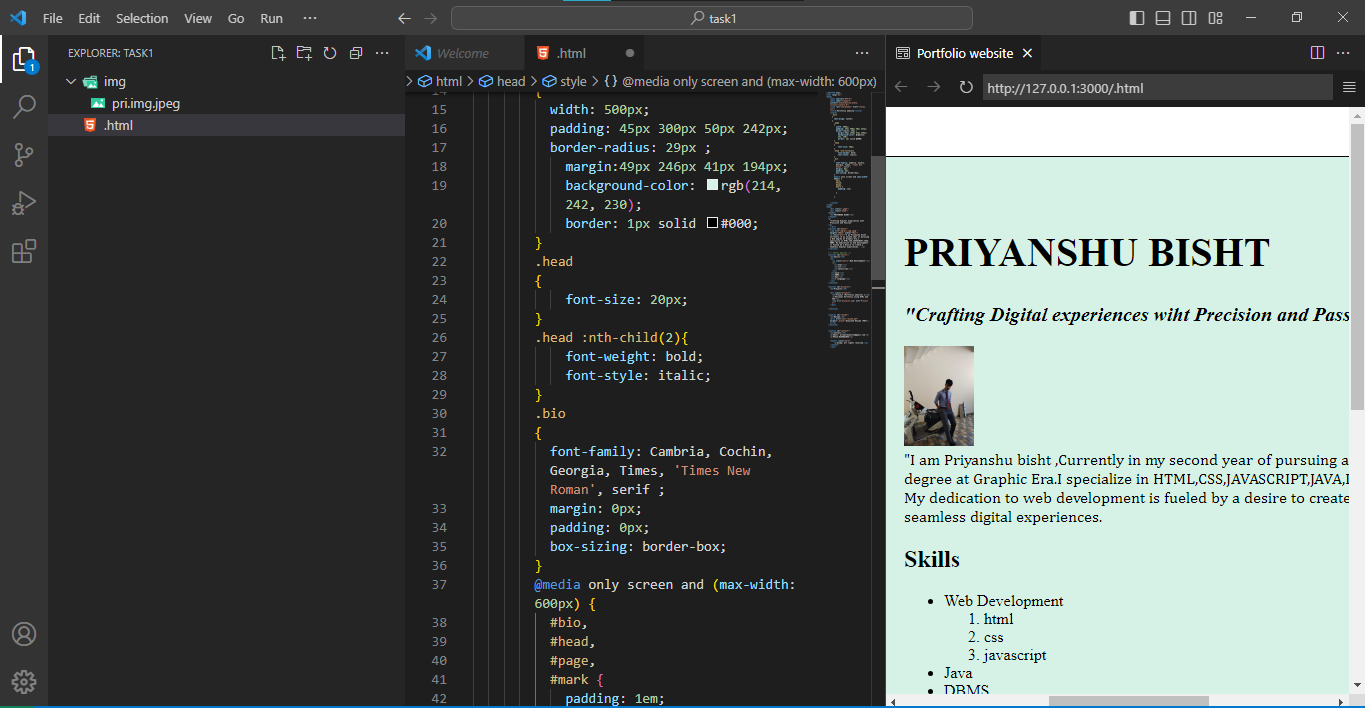 File Edit Selection View Go Run ··· task1
EXPLORER: TASK1
img
pri.img.jpeg
.html
1
Welcome .html
html > head > style > { } @media only screen and (max-width: 600px)
14 {
15 width: 500px;
16 padding: 45px 300px 50px 242px;
17 border-radius: 29px ;
18 margin:49px 246px 41px 194px;
19 background-color: rgb(214,
242, 230);
20 border: 1px solid #000;
21 }
22 .head
23 {
24 font-size: 20px;
25 }
26 .head :nth-child(2){
27 font-weight: bold;
28 font-style: italic;
29 }
30 .bio
31 {
32 font-family: Cambria, Cochin,
Georgia, Times, 'Times New
Roman', serif ;
33 margin: 0px;
34 padding: 0px;
35 box-sizing: border-box;
36 }
37 @media only screen and (max-width:
600px) {
38 #bio,
39 #head,
40 #page,
41 #mark {
42 padding: 1em;
Portfolio website
http://127.0.0.1:3000/.html
PRIYANSHU BISHT
"Crafting Digital experiences wiht Precision and Pass
"I am Priyanshu bisht ,Currently in my second year of pursuing a
degree at Graphic Era.I specialize in HTML,CSS,JAVASCRIPT,JAVA,
My dedication to web development is fueled by a desire to create
seamless digital experiences.
Skills
• Web Development
1. html
2. css
3. javascript
• Java
• DBMS